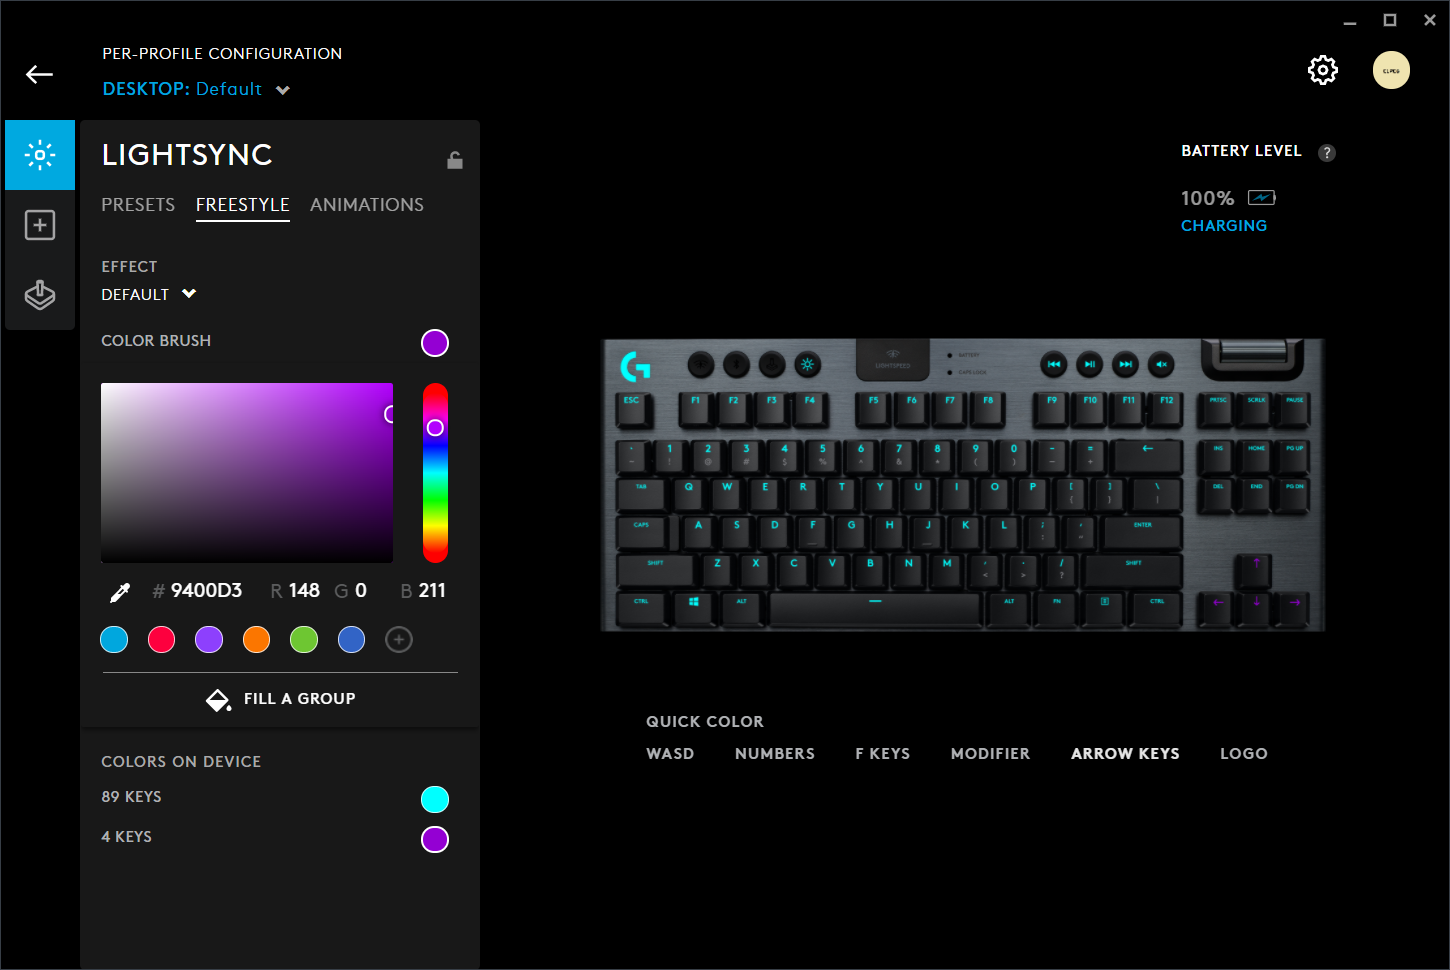 PER-PROFILE CONFIGURATION
DESKTOP: Default
LIGHTSYNC
PRESETS FREESTYLE ANIMATIONS
EFFECT
DEFAULT
COLOR BRUSH
# 9400D3 R 148 G 0 B 211
FILL A GROUP
COLORS ON DEVICE
89 KEYS
4 KEYS
BATTERY LEVEL ?
100%
CHARGING
LIGHTSPEED
BATTERY
CAPS LOCK
ESC F1 F2 F3 F4 F5 F6 F7 F8 F9 F10 F11 F12 PRTSC SCRLK PAUSE
1 2 3 4 5 6 7 8 9 0 - = ← INS HOME PG UP
~ ! @ # $ % ^ & * ( ) _ +
TAB Q W E R T Y U I O P [ ] \ DEL END PG DN
{ } |
CAPS A S D F G H J K L ; ' ENTER
SHIFT Z X C V B N M , . / SHIFT ↑
< > ?
CTRL ALT ALT FN CTRL ← ↓ →
QUICK COLOR
WASD NUMBERS F KEYS MODIFIER ARROW KEYS LOGO